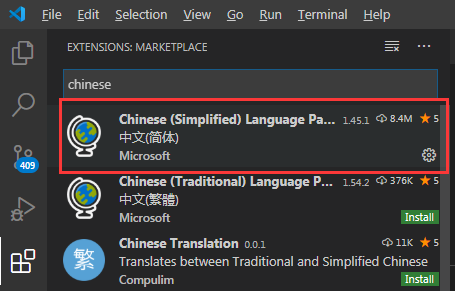 File Edit Selection View Go Run Terminal Help
EXTENSIONS: MARKETPLACE
chinese
Chinese (Simplified) Language Pa... 1.45.1 8.4M 5
中文(简体)
Microsoft
409
Chinese (Traditional) Language P... 1.54.2 376K 5
中文(繁體)
Microsoft Install
繁
Chinese Translation 0.0.1 11K 5
Translates between Traditional and Simplified Chinese
Compulim Install